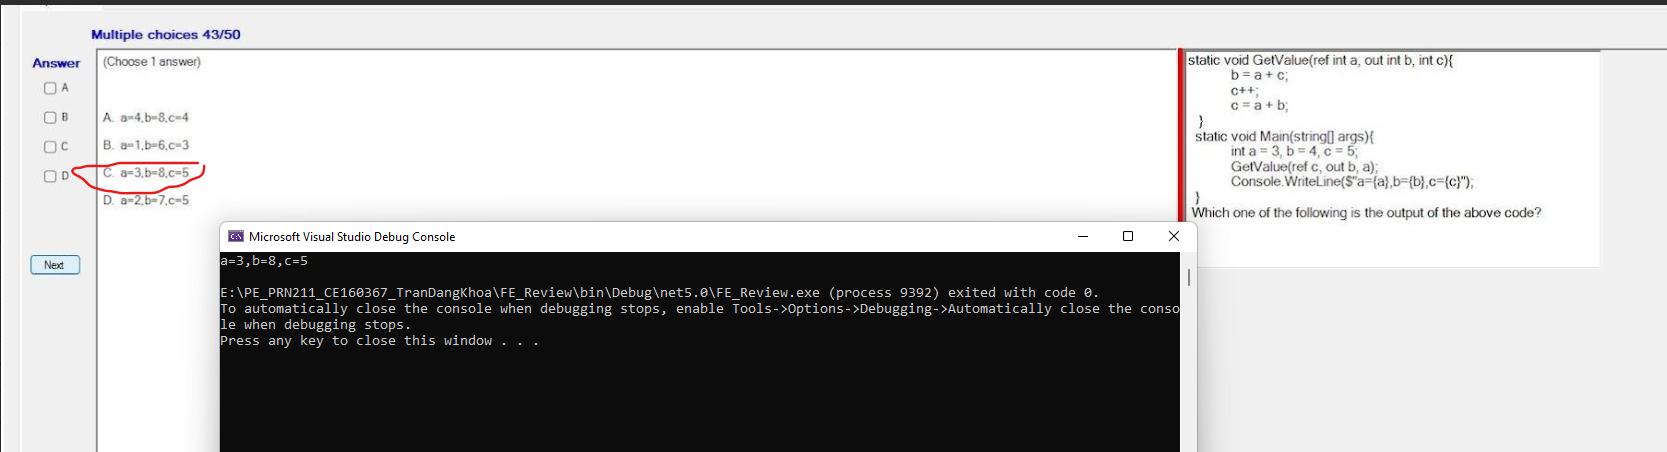 Multiple choices 43/50
Answer
(Choose 1 answer)
A
B
C
D
A. a=4,b=8,c=4
B. a=1,b=6,c=3
C. a=3,b=8,c=5
D. a=2,b=7,c=5
Next
static void GetValue(ref int a, out int b, int c){
b = a + c;
c++;
c = a + b;
}
static void Main(string[] args){
int a = 3, b = 4, c = 5;
GetValue(ref c, out b, a);
Console.WriteLine($"a={a},b={b},c={c}");
}
Which one of the following is the output of the above code?
Microsoft Visual Studio Debug Console
a=3,b=8,c=5
E:\PE_PRN211_CE160367_TranDangKhoa\FE_Review\bin\Debug\net5.0\FE_Review.exe (process 9392) exited with code 0.
To automatically close the console when debugging stops, enable Tools->Options->Debugging->Automatically close the conso
le when debugging stops.
Press any key to close this window . . .